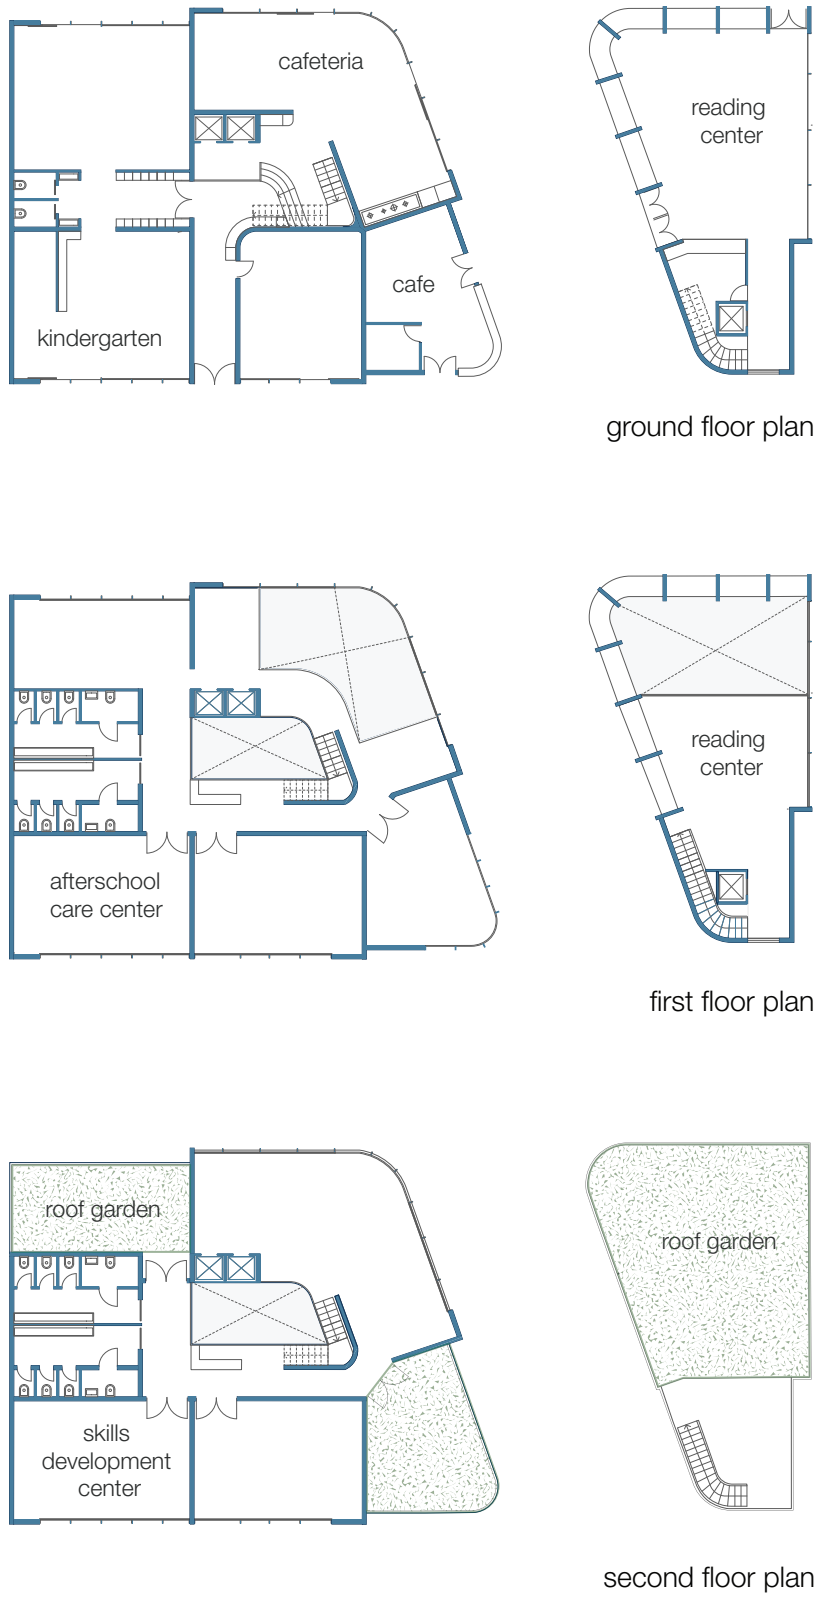 cafeteria
reading
center
cafe
kindergarten
ground floor plan
reading
center
afterschool
care center
first floor plan
roof garden
roof garden
skills
development
center
second floor plan